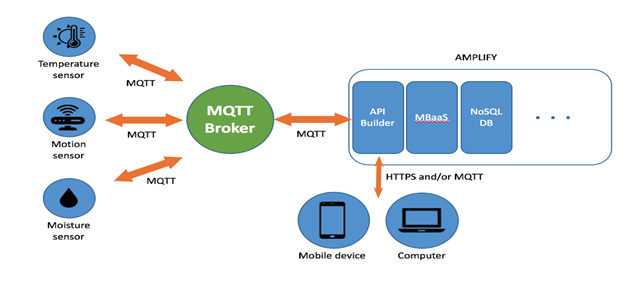 Temperature
sensor
MQTT
Motion
sensor
MQTT
Moisture
sensor
MQTT
MQTT
Broker
MQTT
AMPLIFY
API
Builder
MBaaS
NoSQL
DB
HTTPS and/or MQTT
Mobile device
Computer